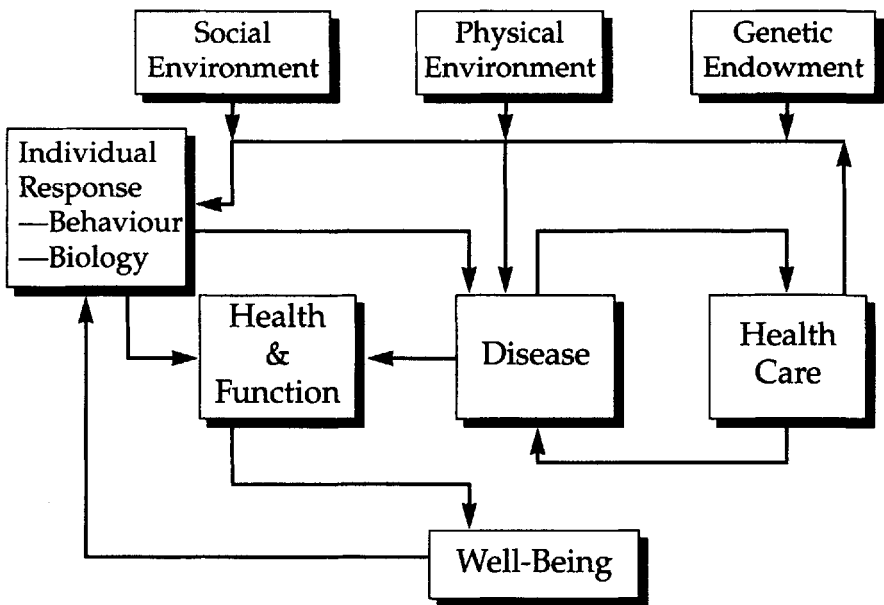 Social
Environment
Physical
Environment
Genetic
Endowment
Individual
Response
—Behaviour
—Biology
Health
&
Function
Disease
Health
Care
Well-Being